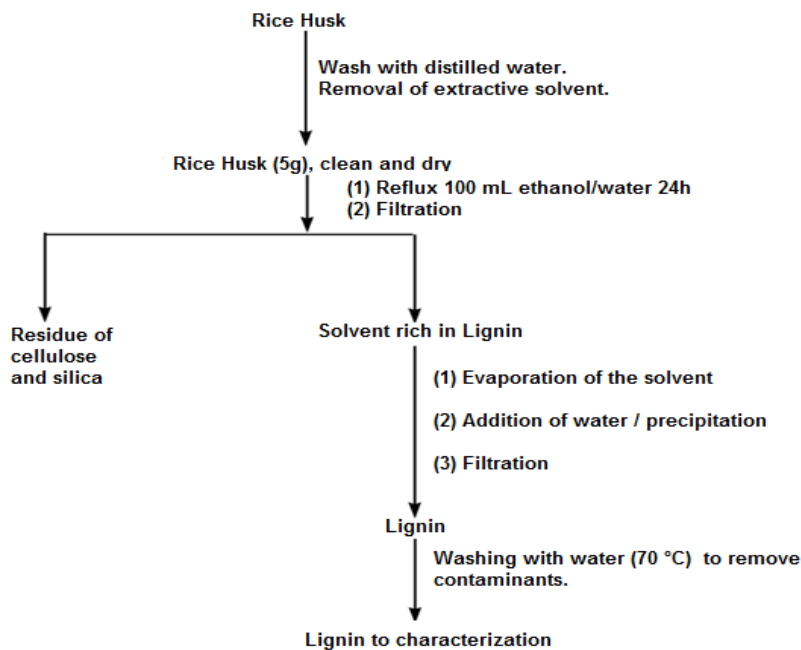 Rice Husk
Wash with distilled water.
Removal of extractive solvent.
Rice Husk (5g), clean and dry
(1) Reflux 100 mL ethanol/water 24h
(2) Filtration
Residue of
cellulose
and silica
Solvent rich in Lignin
(1) Evaporation of the solvent
(2) Addition of water / precipitation
(3) Filtration
Lignin
Washing with water (70 °C) to remove
contaminants.
Lignin to characterization